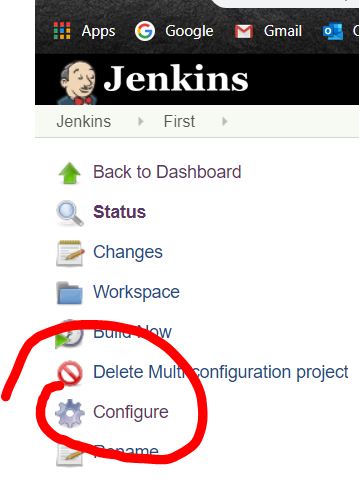 Apps Google Gmail
Jenkins
Jenkins First
Back to Dashboard
Status
Changes
Workspace
Build Now
Delete Multi-configuration project
Configure
Rename